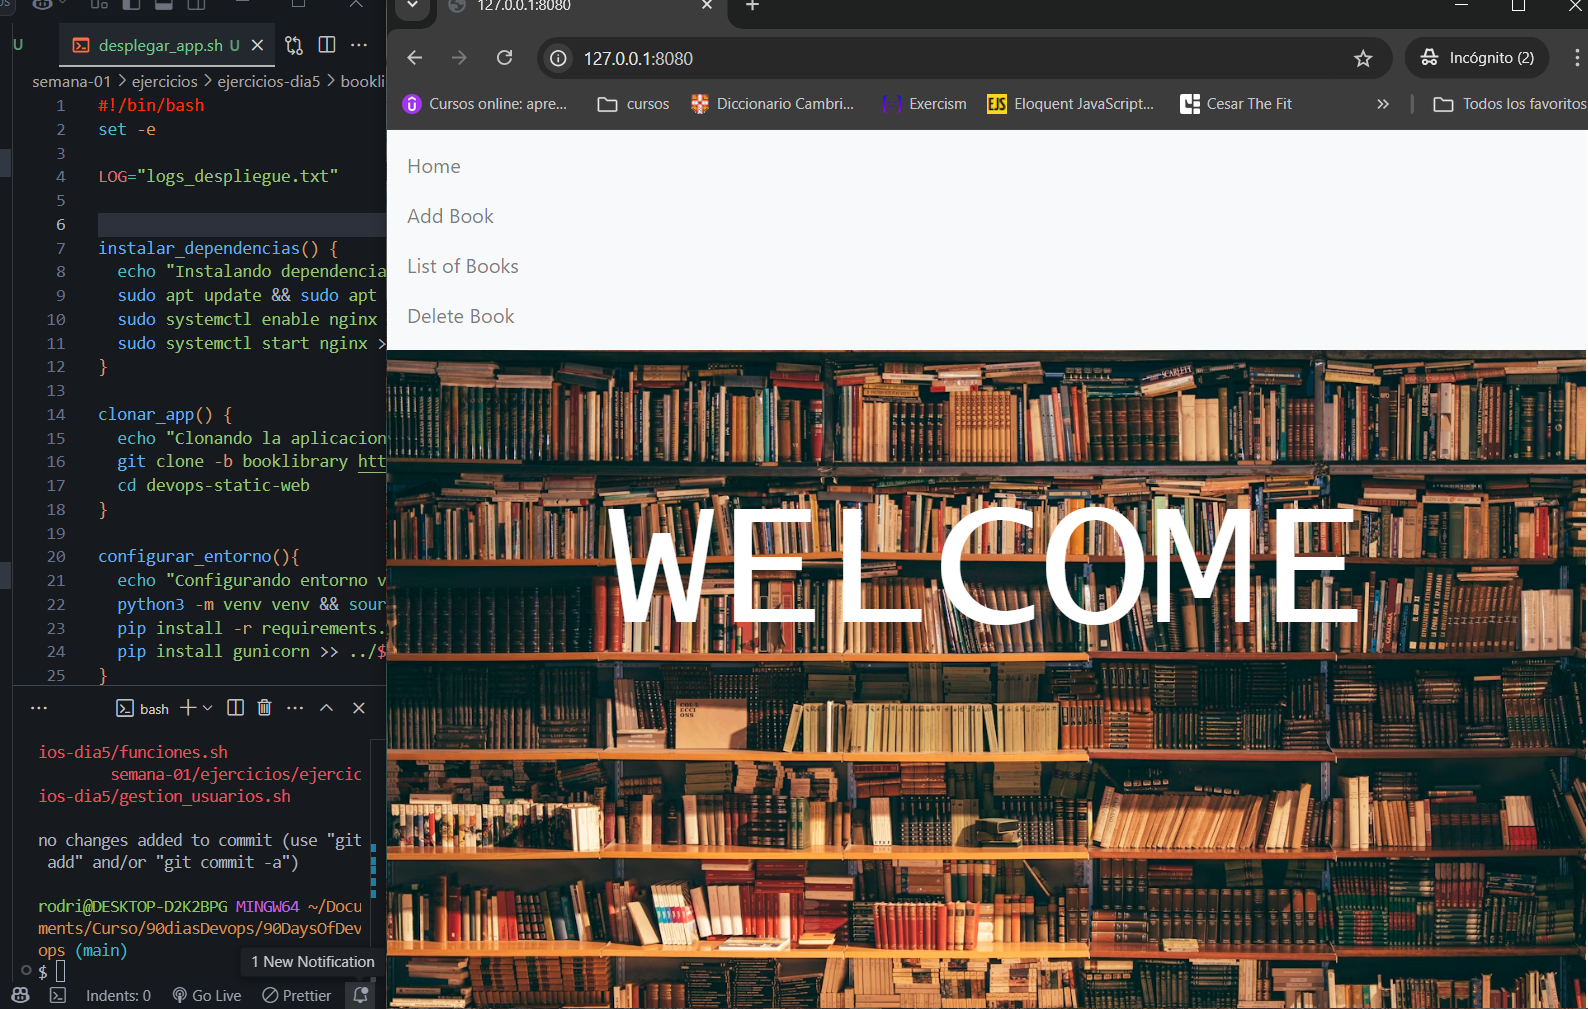 U
desplegar_app.sh U
semana-01 > ejercicios > ejercicios-dia5 > bookli
1 #!/bin/bash
2 set -e
3
4 LOG="logs_despliegue.txt"
5
6
7 instalar_dependencias() {
8 echo "Instalando dependencia
9 sudo apt update && sudo apt
10 sudo systemctl enable nginx
11 sudo systemctl start nginx >
12 }
13
14 clonar_app() {
15 echo "Clonando la aplicacion
16 git clone -b booklibrary htt
17 cd devops-static-web
18 }
19
20 configurar_entorno(){
21 echo "Configurando entorno v
22 python3 -m venv venv && sour
23 pip install -r requirements.
24 pip install gunicorn >> ../$
25 }
bash
ios-dia5/funciones.sh
semana-01/ejercicios/ejercic
ios-dia5/gestion_usuarios.sh
no changes added to commit (use "git
add" and/or "git commit -a")
rodri@DESKTOP-D2K2BPG MINGW64 ~/Docu
ments/Curso/90diasDevops/90DaysOfDev
ops (main)
$
1 New Notification
Indents: 0 Go Live Prettier
127.0.0.1:8080
127.0.0.1:8080
Incógnito (2)
Cursos online: apre...
cursos
Diccionario Cambri...
Exercism
EJS Eloquent JavaScript...
Cesar The Fit
Todos los favoritos
Home
Add Book
List of Books
Delete Book
WELCOME